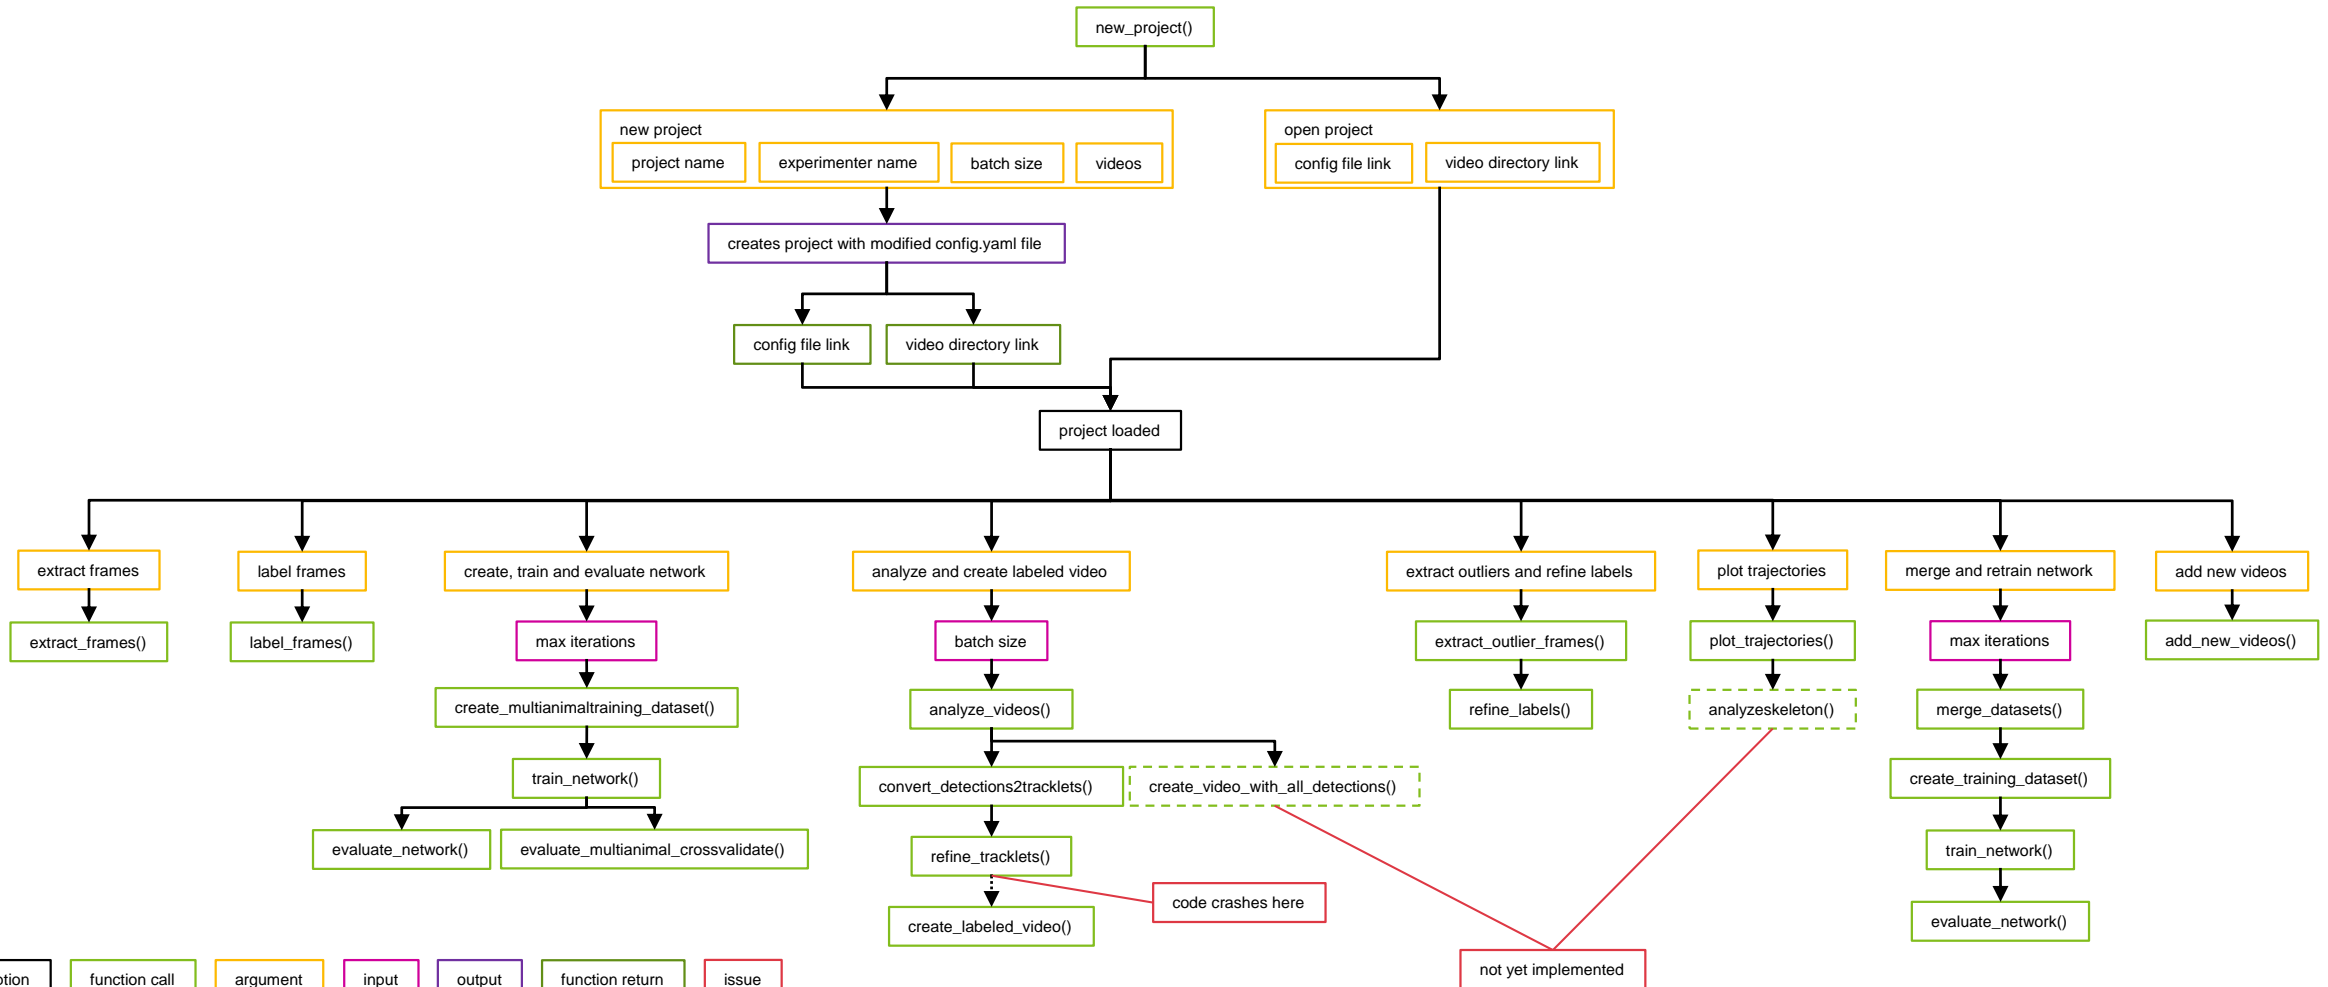 new_project()
new project
project name
experimenter name
batch size
videos
open project
config file link
video directory link
creates project with modified config.yaml file
config file link
video directory link
project loaded
extract frames
label frames
create, train and evaluate network
analyze and create labeled video
extract outliers and refine labels
plot trajectories
merge and retrain network
add new videos
extract_frames()
label_frames()
max iterations
batch size
extract_outlier_frames()
plot_trajectories()
max iterations
add_new_videos()
create_multianimaltraining_dataset()
analyze_videos()
refine_labels()
analyzeskeleton()
merge_datasets()
train_network()
convert_detections2tracklets()
create_video_with_all_detections()
create_training_dataset()
evaluate_network()
evaluate_multianimal_crossvalidate()
refine_tracklets()
train_network()
code crashes here
create_labeled_video()
evaluate_network()
not yet implemented
function call
argument
input
output
function return
issue